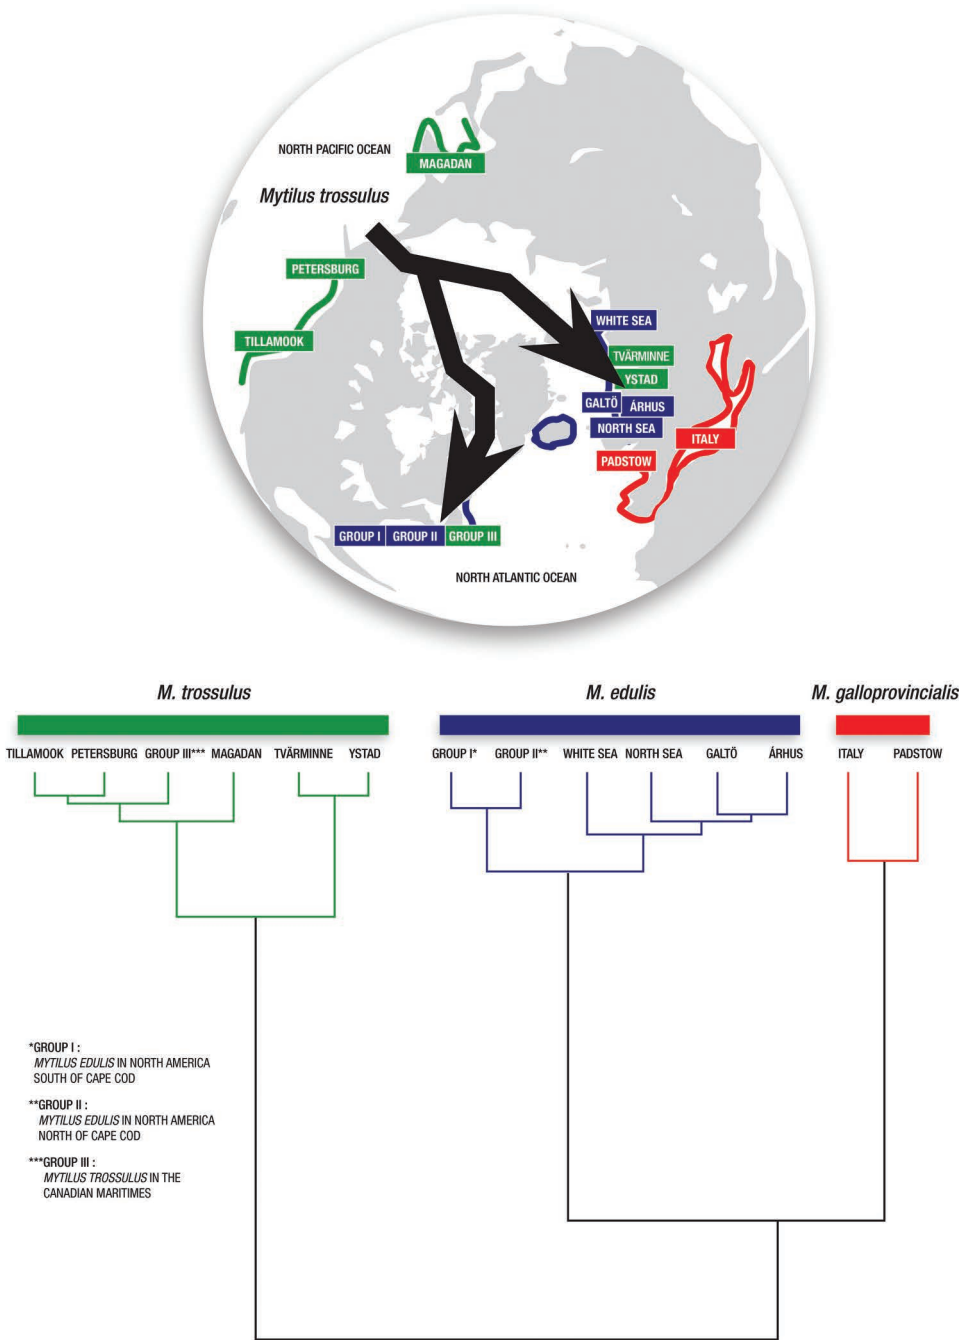 NORTH PACIFIC OCEAN
MAGADAN
Mytilus trossulus
PETERSBURG
TILLAMOOK
WHITE SEA
TVÄRMINNE
YSTAD
GALTÖ
ÁRHUS
NORTH SEA
ITALY
PADSTOW
GROUP I
GROUP II
GROUP III
NORTH ATLANTIC OCEAN
M. trossulus
M. edulis
M. galloprovincialis
TILLAMOOK PETERSBURG GROUP III*** MAGADAN TVÄRMINNE YSTAD
GROUP I* GROUP II** WHITE SEA NORTH SEA GALTÖ ÁRHUS
ITALY PADSTOW
*GROUP I :
MYTILUS EDULIS IN NORTH AMERICA
SOUTH OF CAPE COD
**GROUP II :
MYTILUS EDULIS IN NORTH AMERICA
NORTH OF CAPE COD
***GROUP III :
MYTILUS TROSSULUS IN THE
CANADIAN MARITIMES